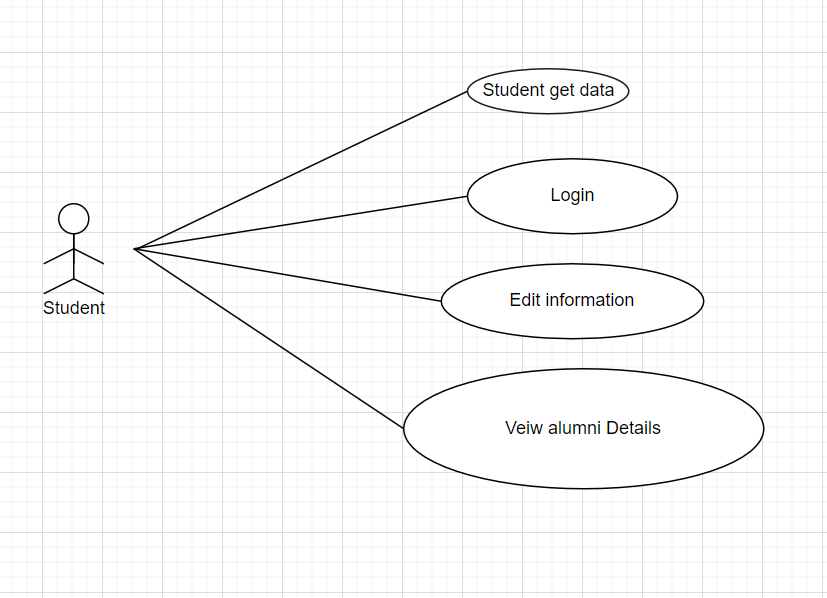 Student get data
Login
Student
Edit information
Veiw alumni Details